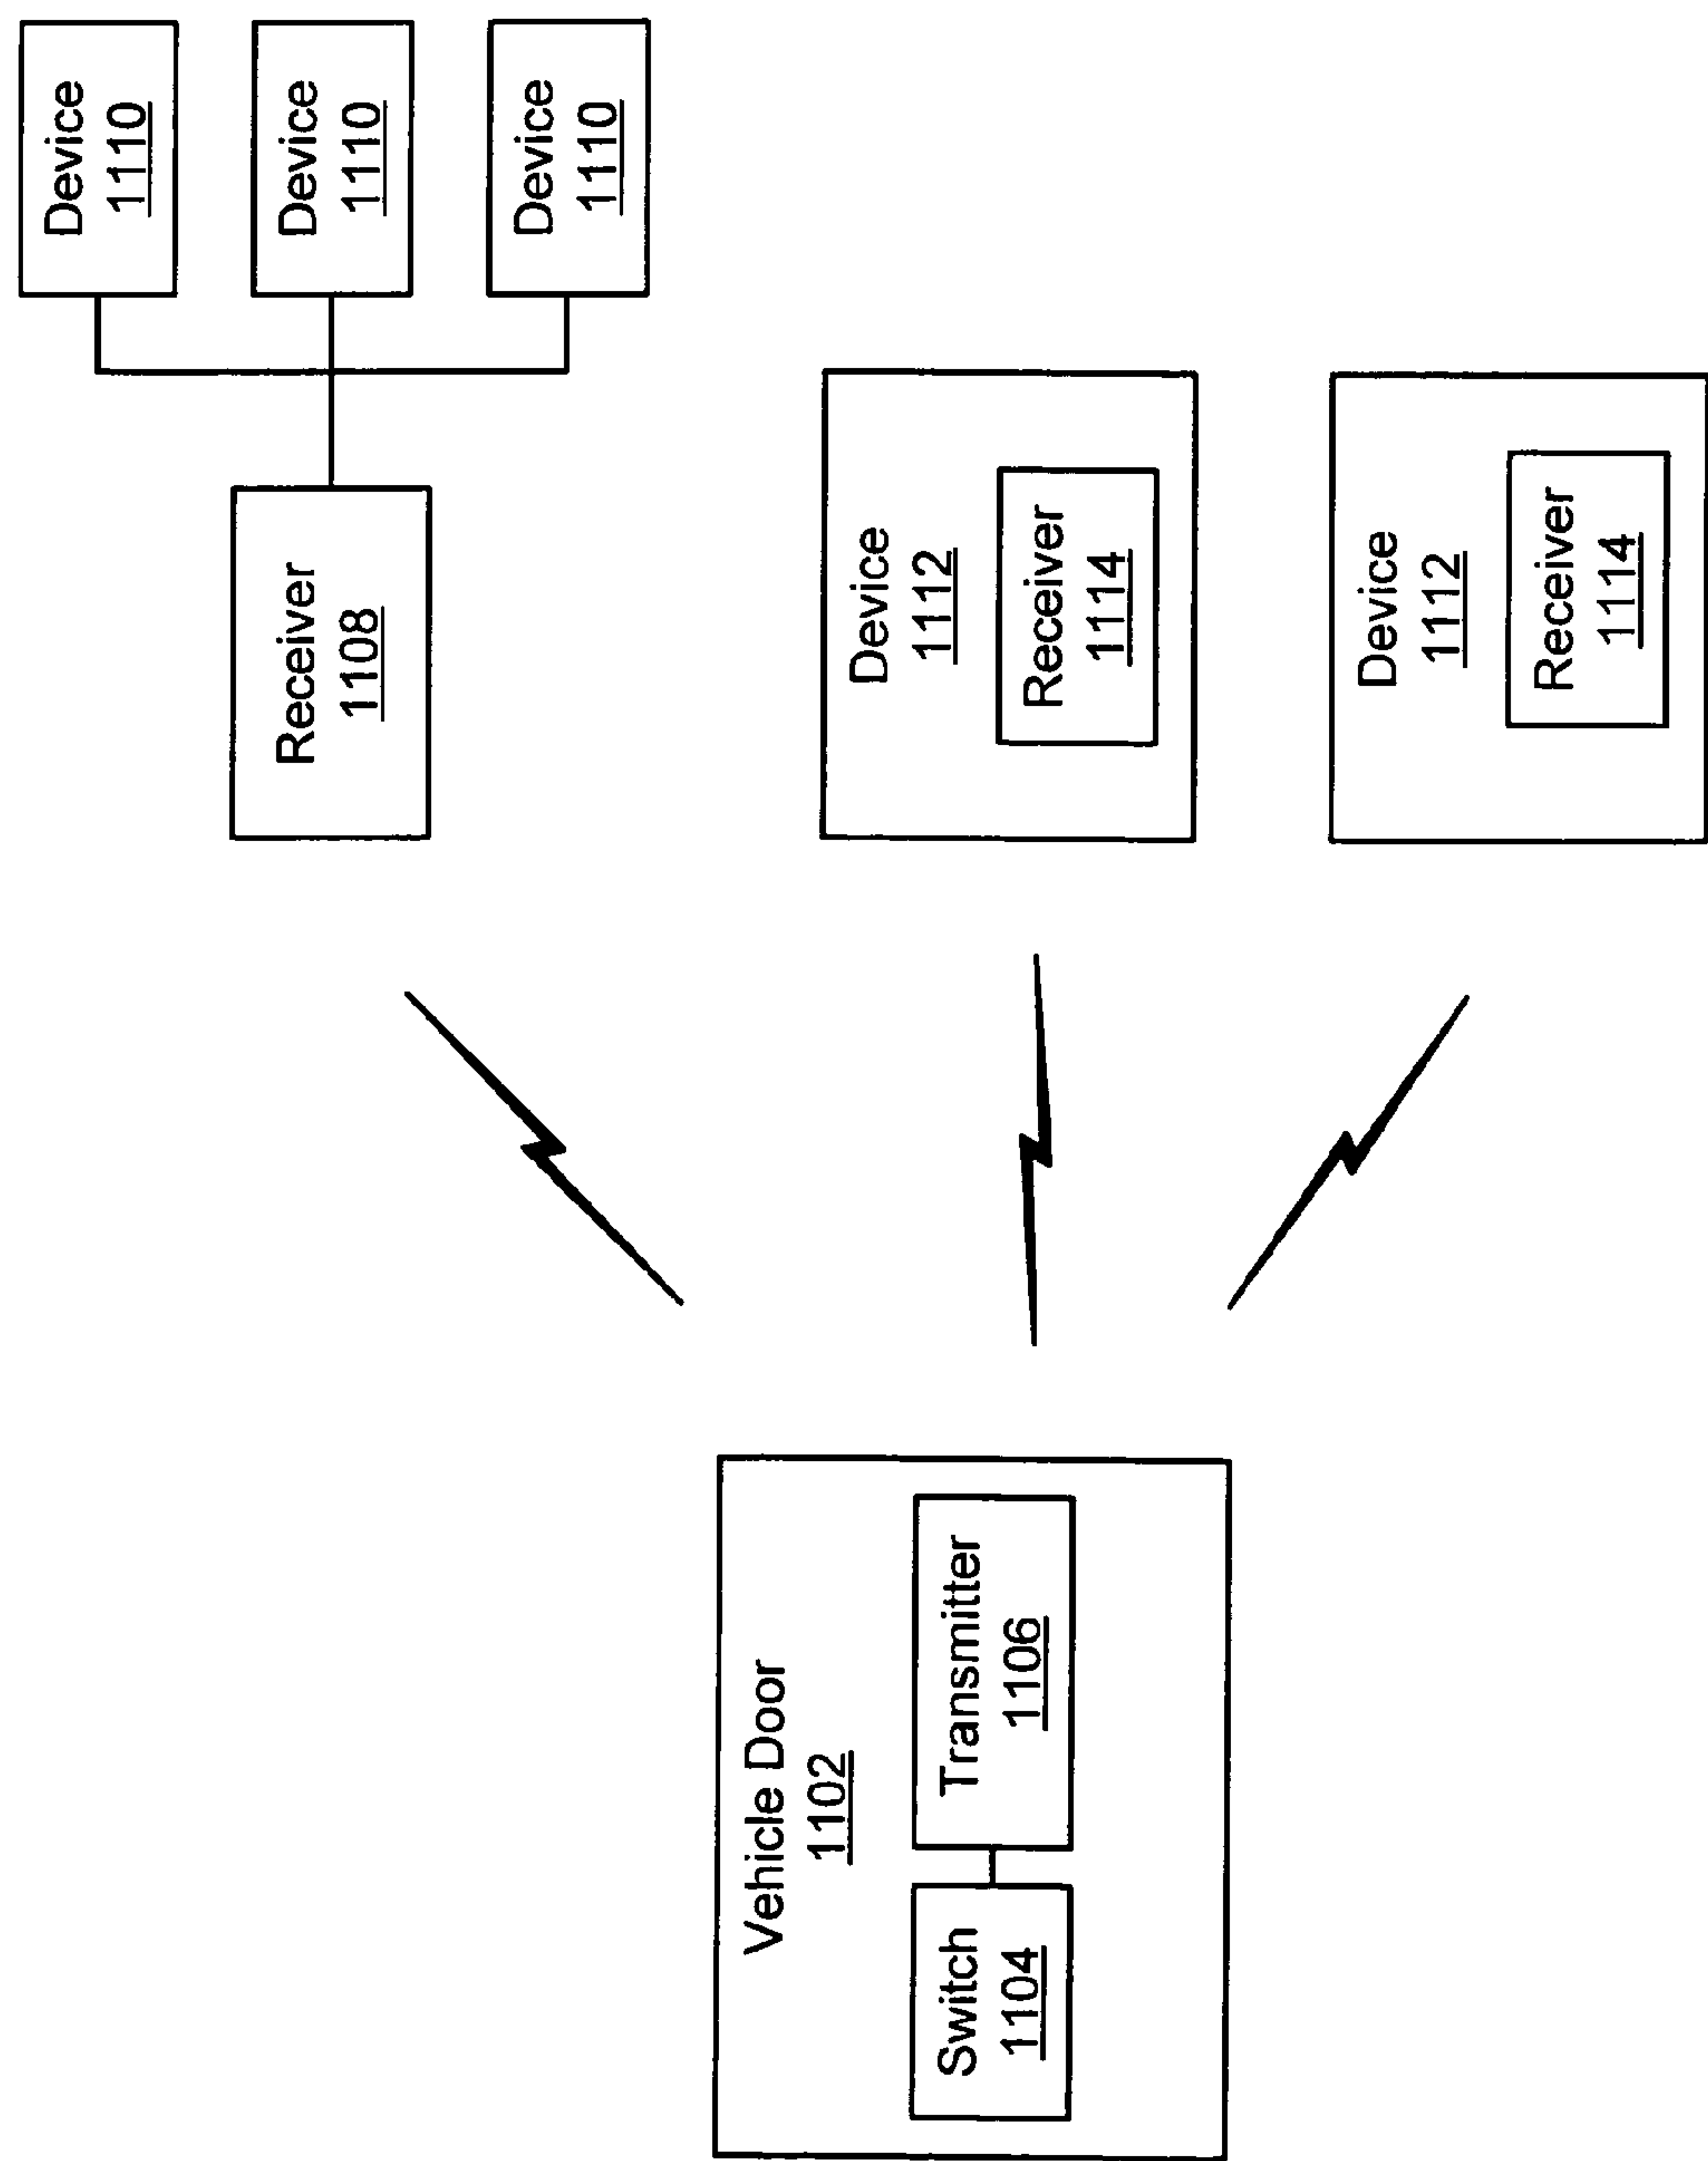 Vehicle Door
1102
Switch
1104
Transmitter
1106
Receiver
1108
Device
1110
Device
1110
Device
1110
Device
1112
Receiver
1114
Device
1112
Receiver
1114